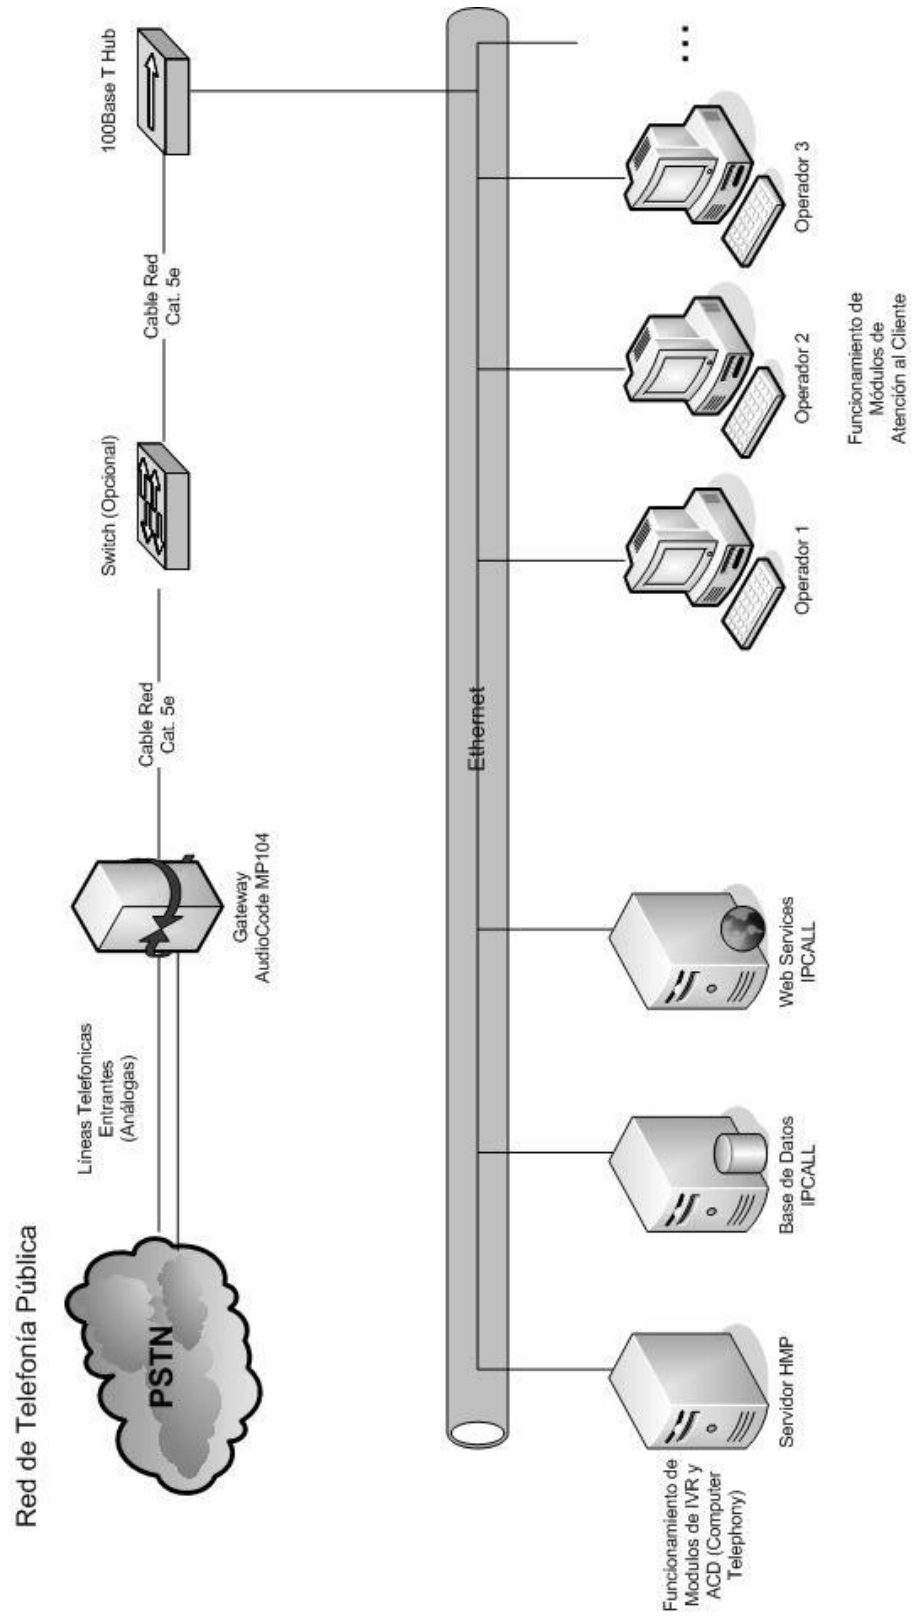 Red de Telefonía Pública
PSTN
Líneas Telefonicas
Entrantes
(Análogas)
Gateway
AudioCode MP104
Cable Red
Cat. 5e
Switch (Opcional)
Cable Red
Cat. 5e
100Base T Hub
Ethernet
Funcionamiento de
Modulos de IVR y
ACD (Computer
Telephony)
Servidor HMP
Base de Datos
IPCALL
Web Services
IPCALL
Operador 1
Operador 2
Operador 3
...
Funcionamiento de
Módulos de
Atención al Cliente